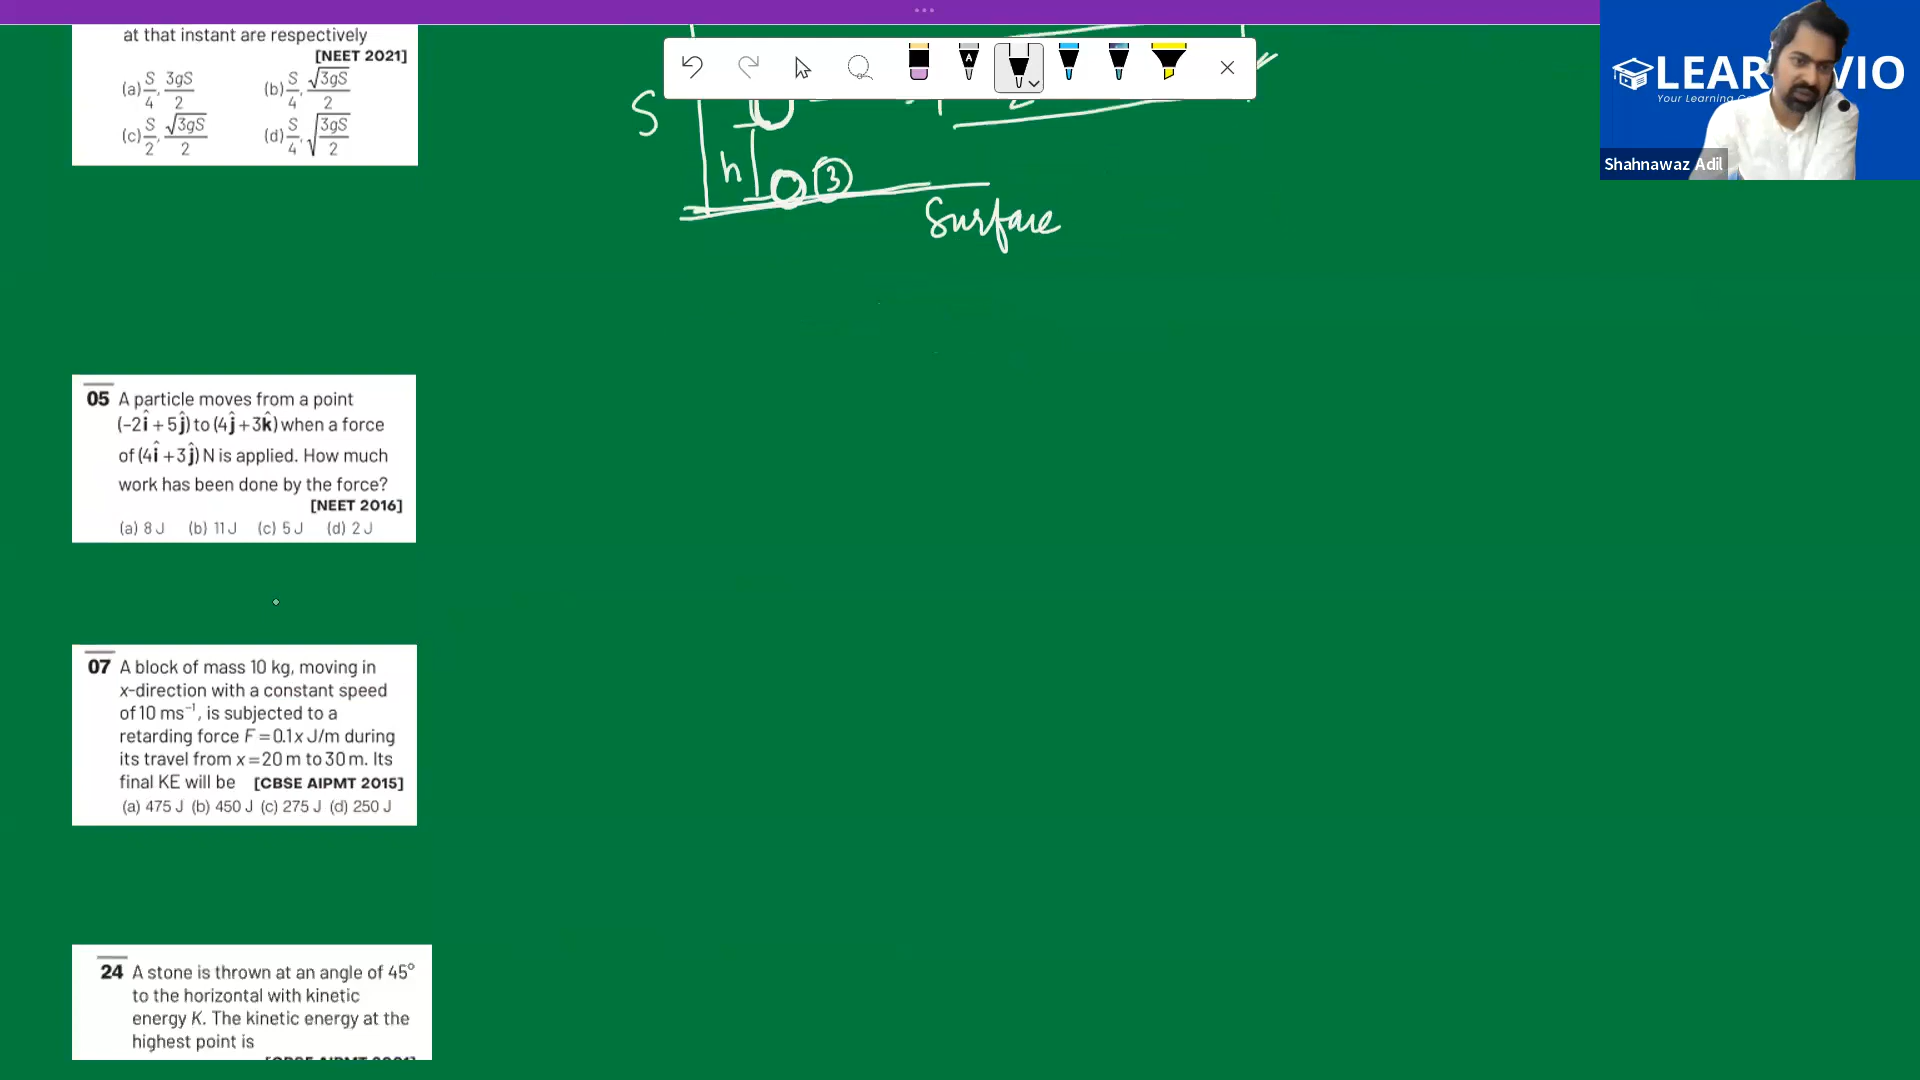 at that instant are respectively
[NEET 2021]
(a) S/4, 3gS/2 (b) S/4, √3gS/2
(c) S/2, √3gS/2 (d) S/4, √(3gS/2)
S
h
3
Surface
LEAR VIO
Your Learning C
Shahnawaz Adil
05 A particle moves from a point
(-2î + 5ĵ) to (4ĵ + 3k̂) when a force
of (4î + 3ĵ) N is applied. How much
work has been done by the force?
[NEET 2016]
(a) 8 J (b) 11 J (c) 5 J (d) 2 J
07 A block of mass 10 kg, moving in
x-direction with a constant speed
of 10 ms⁻¹, is subjected to a
retarding force F = 0.1x J/m during
its travel from x = 20 m to 30 m. Its
final KE will be [CBSE AIPMT 2015]
(a) 475 J (b) 450 J (c) 275 J (d) 250 J
24 A stone is thrown at an angle of 45°
to the horizontal with kinetic
energy K. The kinetic energy at the
highest point is
[CBSE AIPMT 2001]